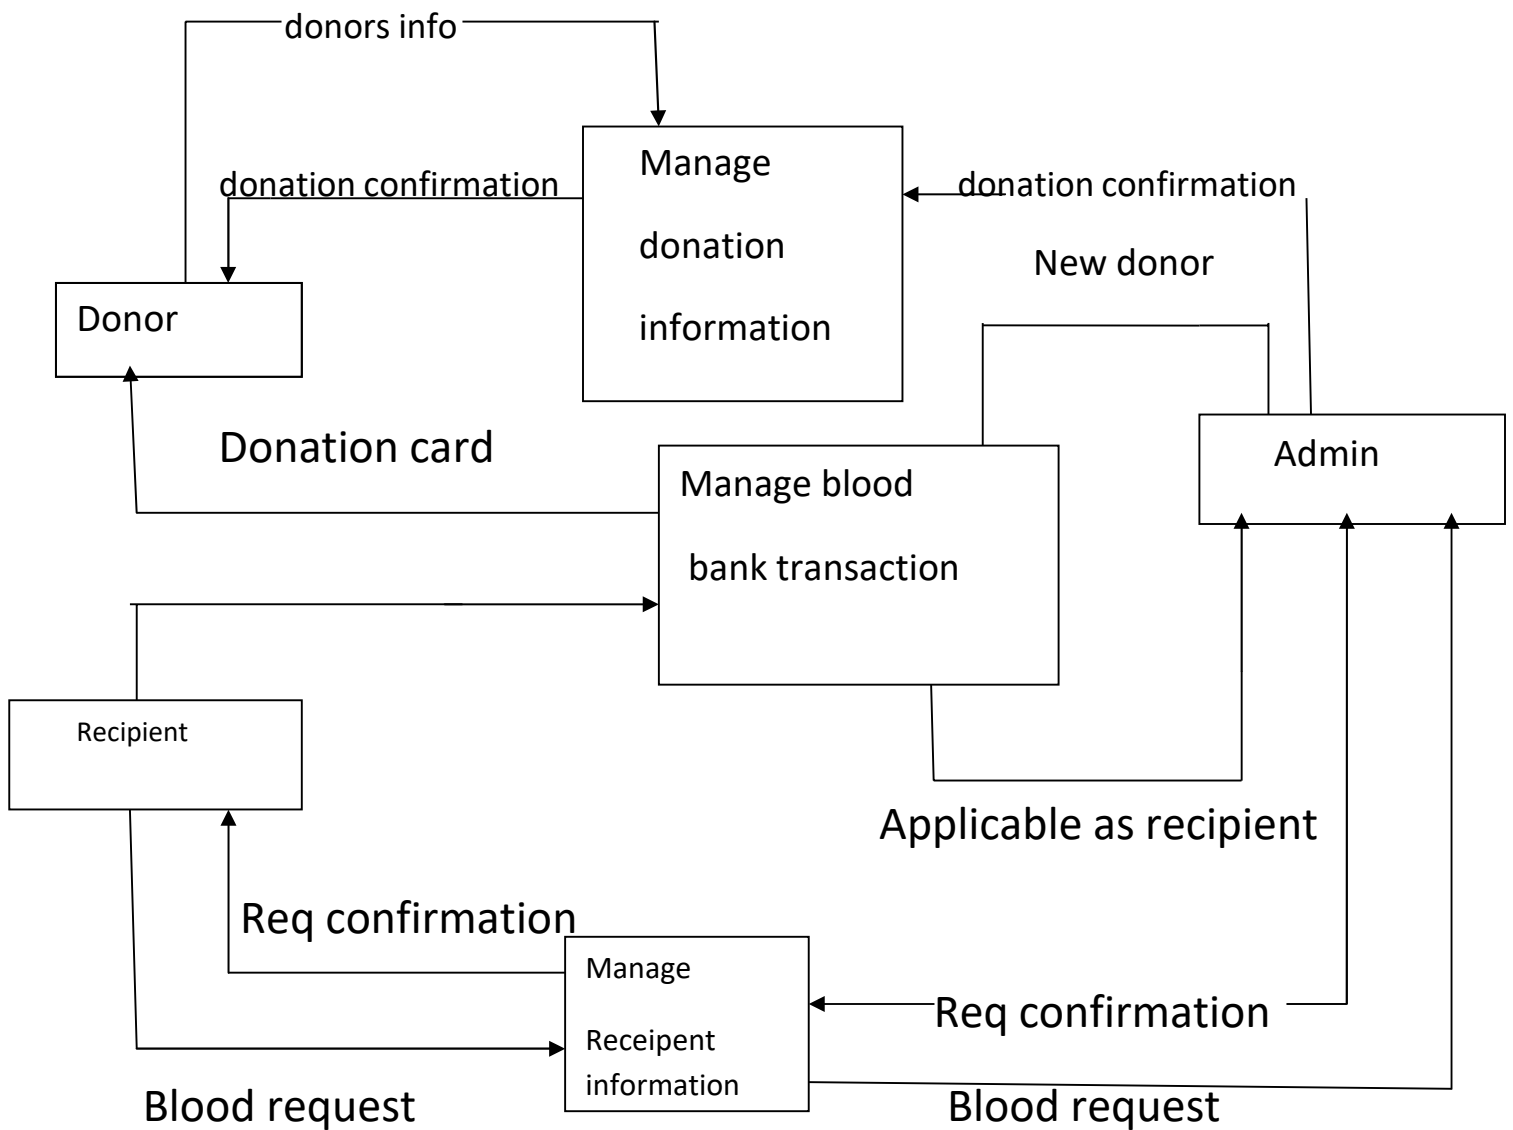 donors info
Manage
donation
information
donation confirmation
donation confirmation
New donor
Donor
Donation card
Admin
Manage blood
bank transaction
Recipient
Applicable as recipient
Req confirmation
Manage
Receipent
information
Req confirmation
Blood request
Blood request